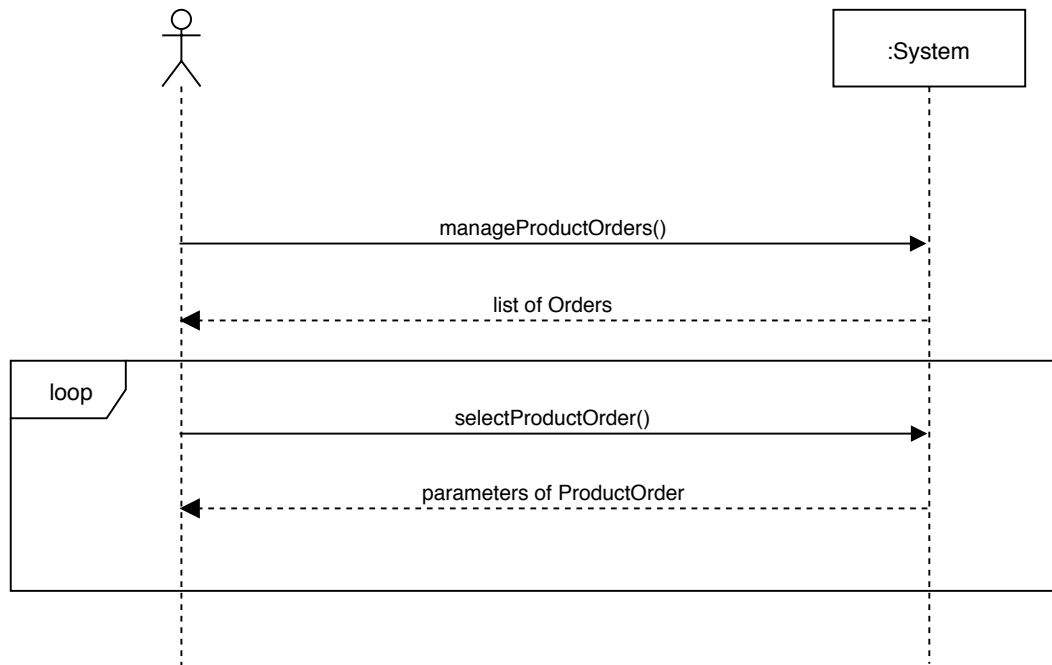 :System
manageProductOrders()
list of Orders
loop
selectProductOrder()
parameters of ProductOrder